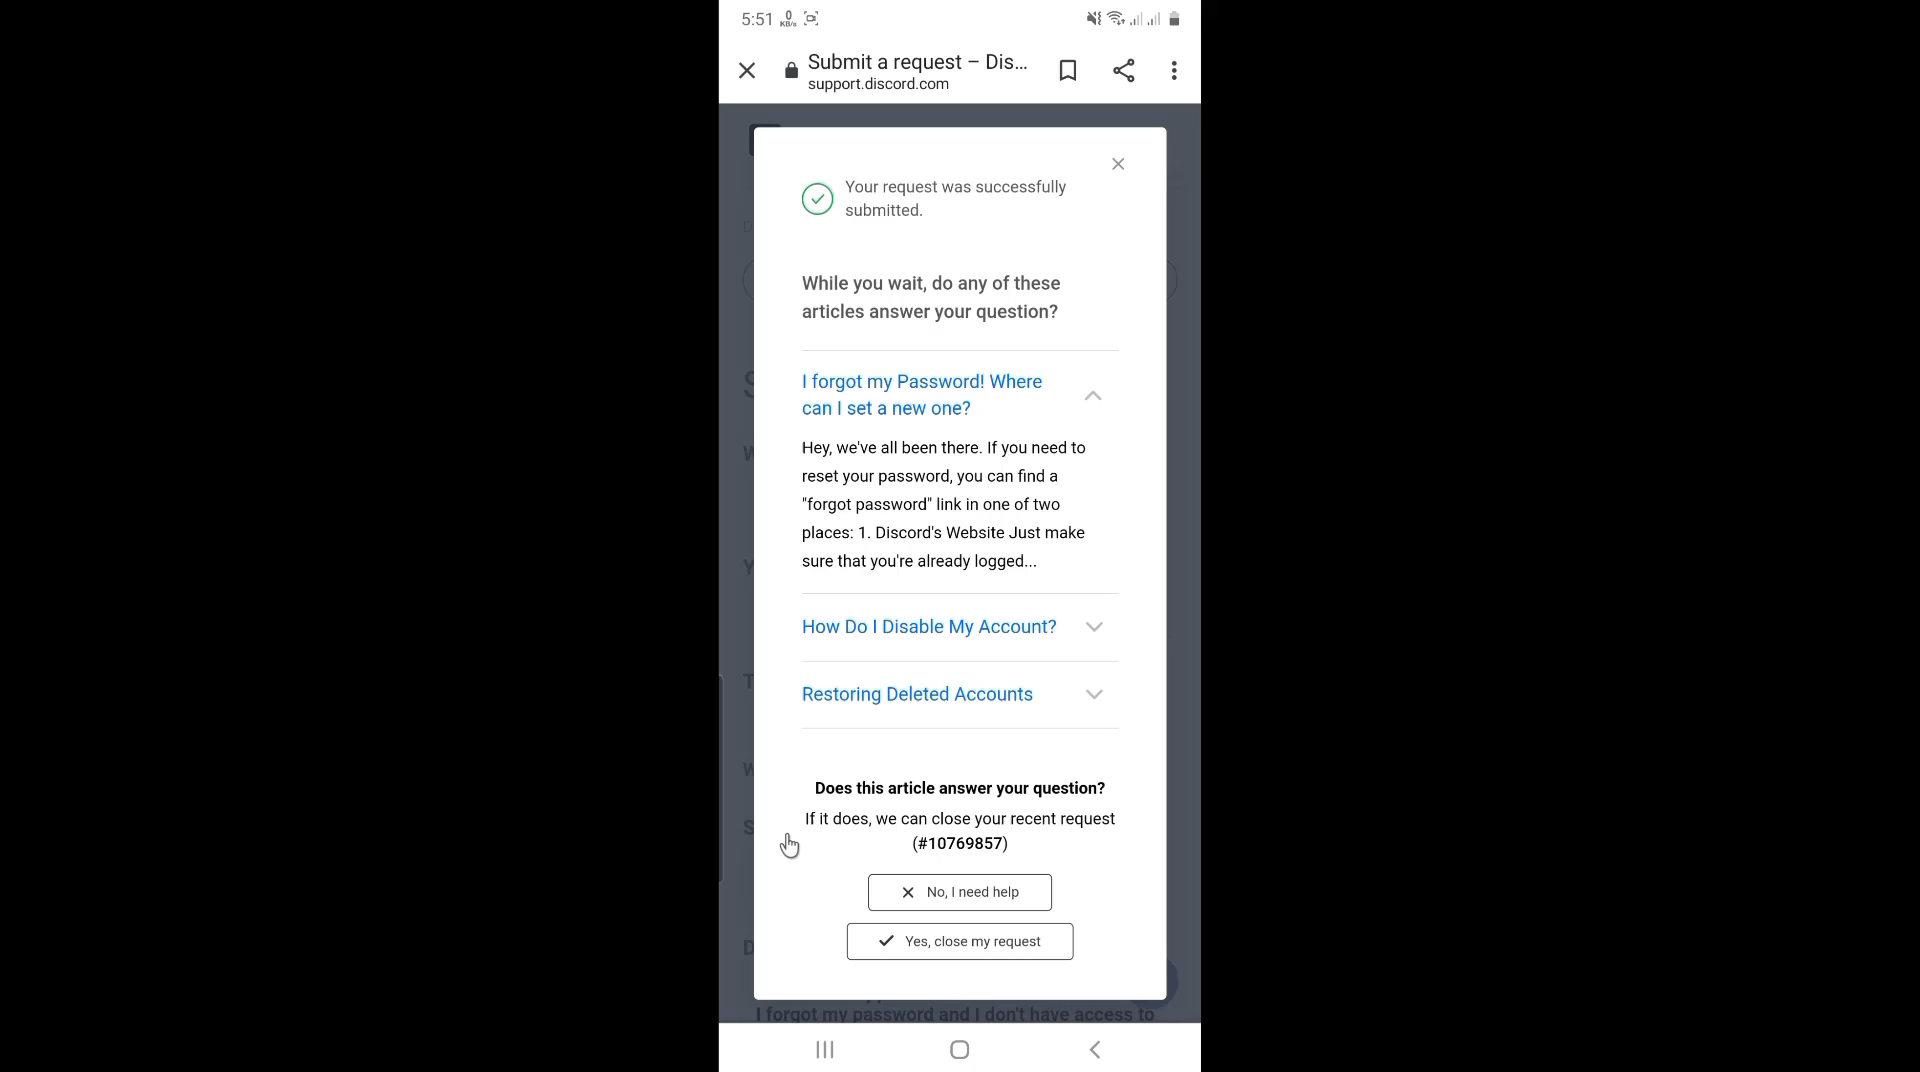 5:51
0
KB/s
Submit a request – Dis...
support.discord.com
Your request was successfully
submitted.
While you wait, do any of these
articles answer your question?
I forgot my Password! Where
can I set a new one?
Hey, we've all been there. If you need to
reset your password, you can find a
"forgot password" link in one of two
places: 1. Discord's Website Just make
sure that you're already logged...
How Do I Disable My Account?
Restoring Deleted Accounts
Does this article answer your question?
If it does, we can close your recent request
(#10769857)
No, I need help
Yes, close my request
I forgot my password and I don't have access to